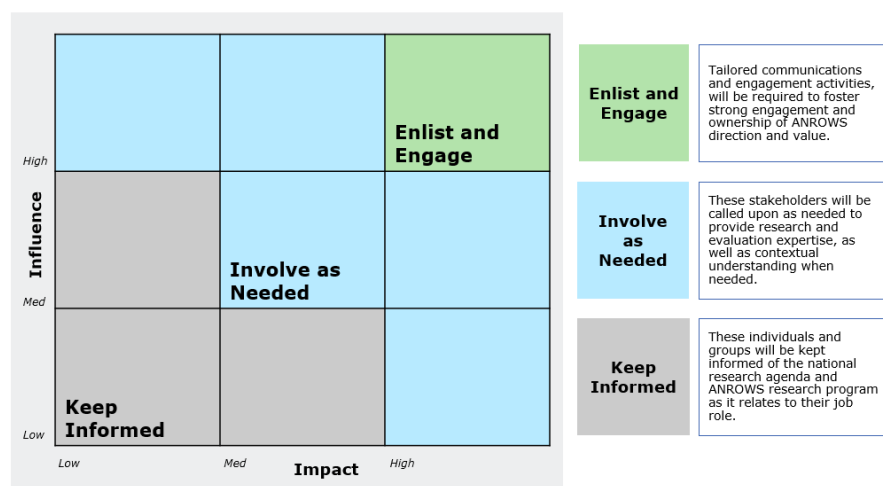 Enlist and
Engage
High
Influence
Involve as
Needed
Med
Keep
Informed
Low
Low
Med
Impact
High
Enlist and
Engage
Tailored communications
and engagement activities,
will be required to foster
strong engagement and
ownership of ANROWS
direction and value.
Involve
as
Needed
These stakeholders will be
called upon as needed to
provide research and
evaluation expertise, as
well as contextual
understanding when
needed.
Keep
Informed
These individuals and
groups will be kept
informed of the national
research agenda and
ANROWS research program
as it relates to their job
role.